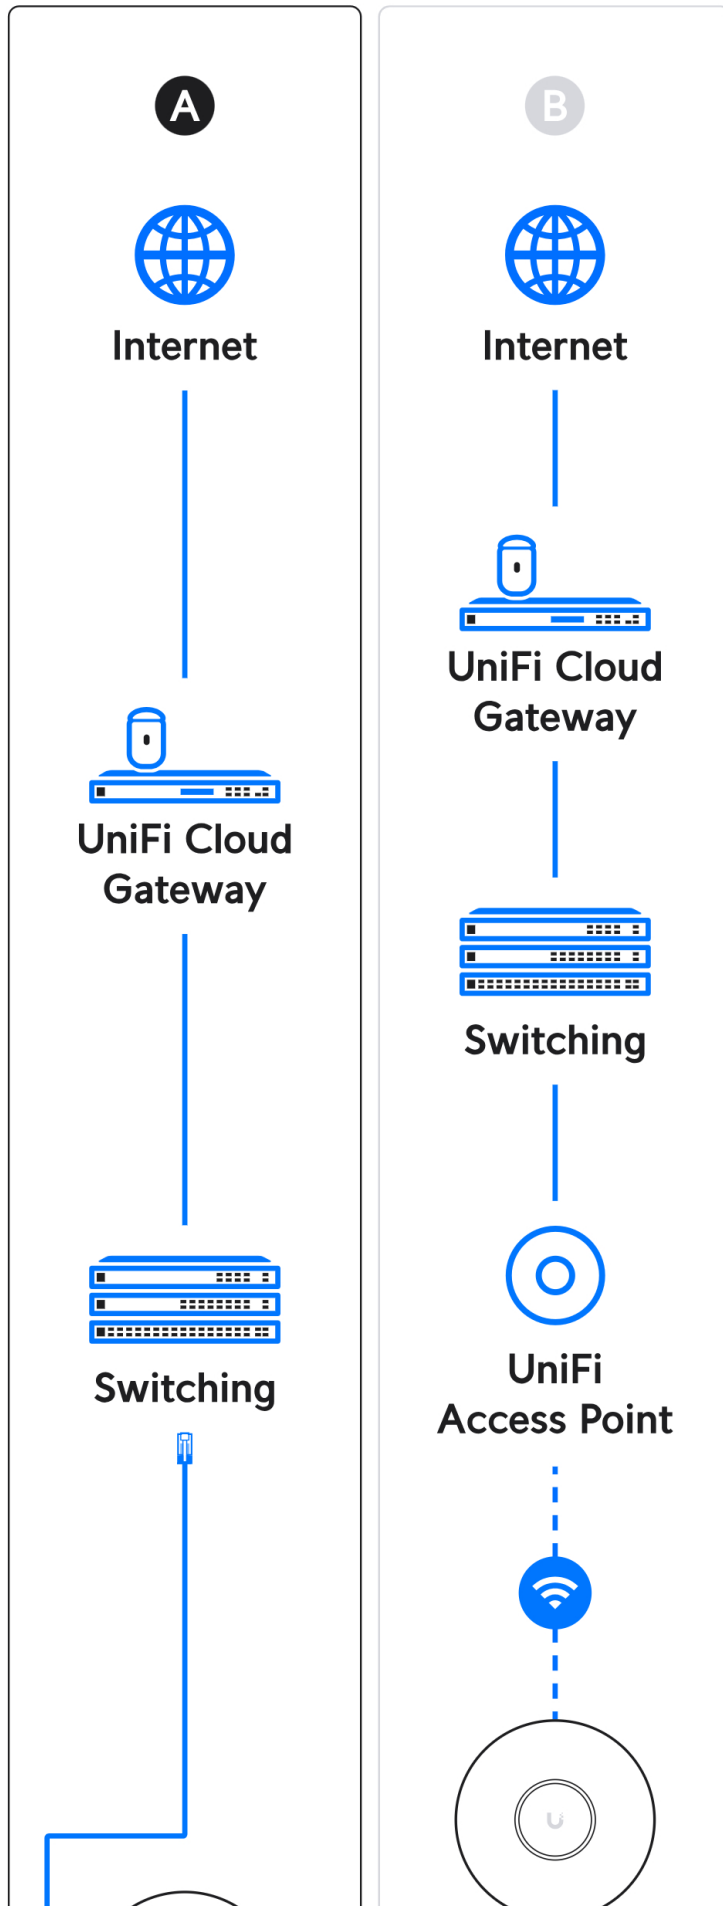 A
Internet
UniFi Cloud
Gateway
Switching
B
Internet
UniFi Cloud
Gateway
Switching
UniFi
Access Point
U